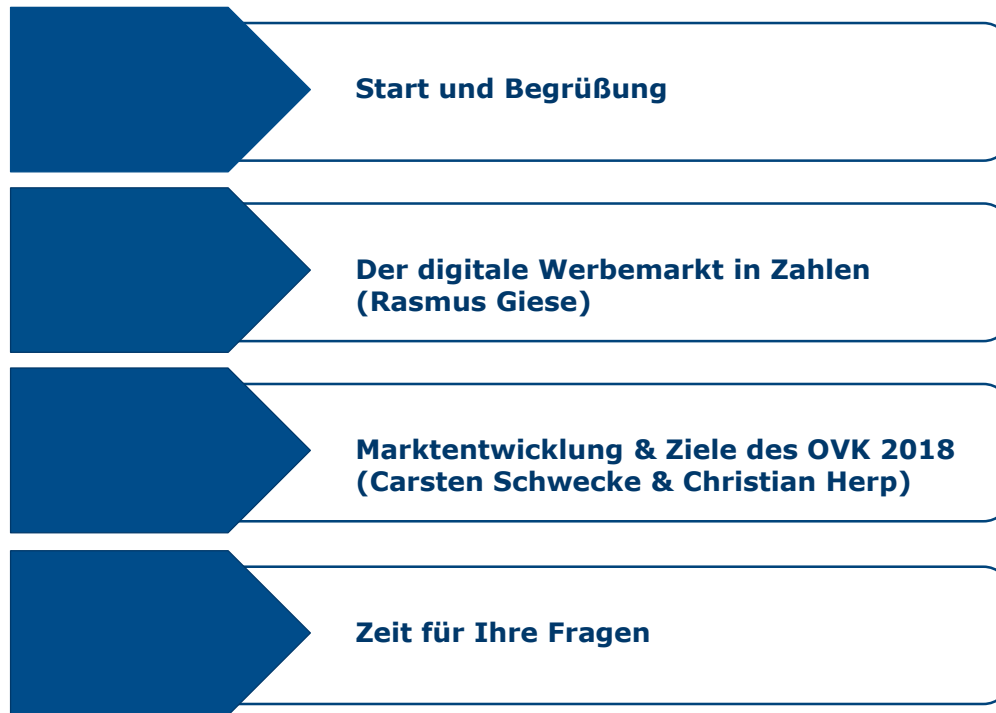 Start und Begrüßung
Der digitale Werbemarkt in Zahlen
(Rasmus Giese)
Marktentwicklung & Ziele des OVK 2018
(Carsten Schwecke & Christian Herp)
Zeit für Ihre Fragen